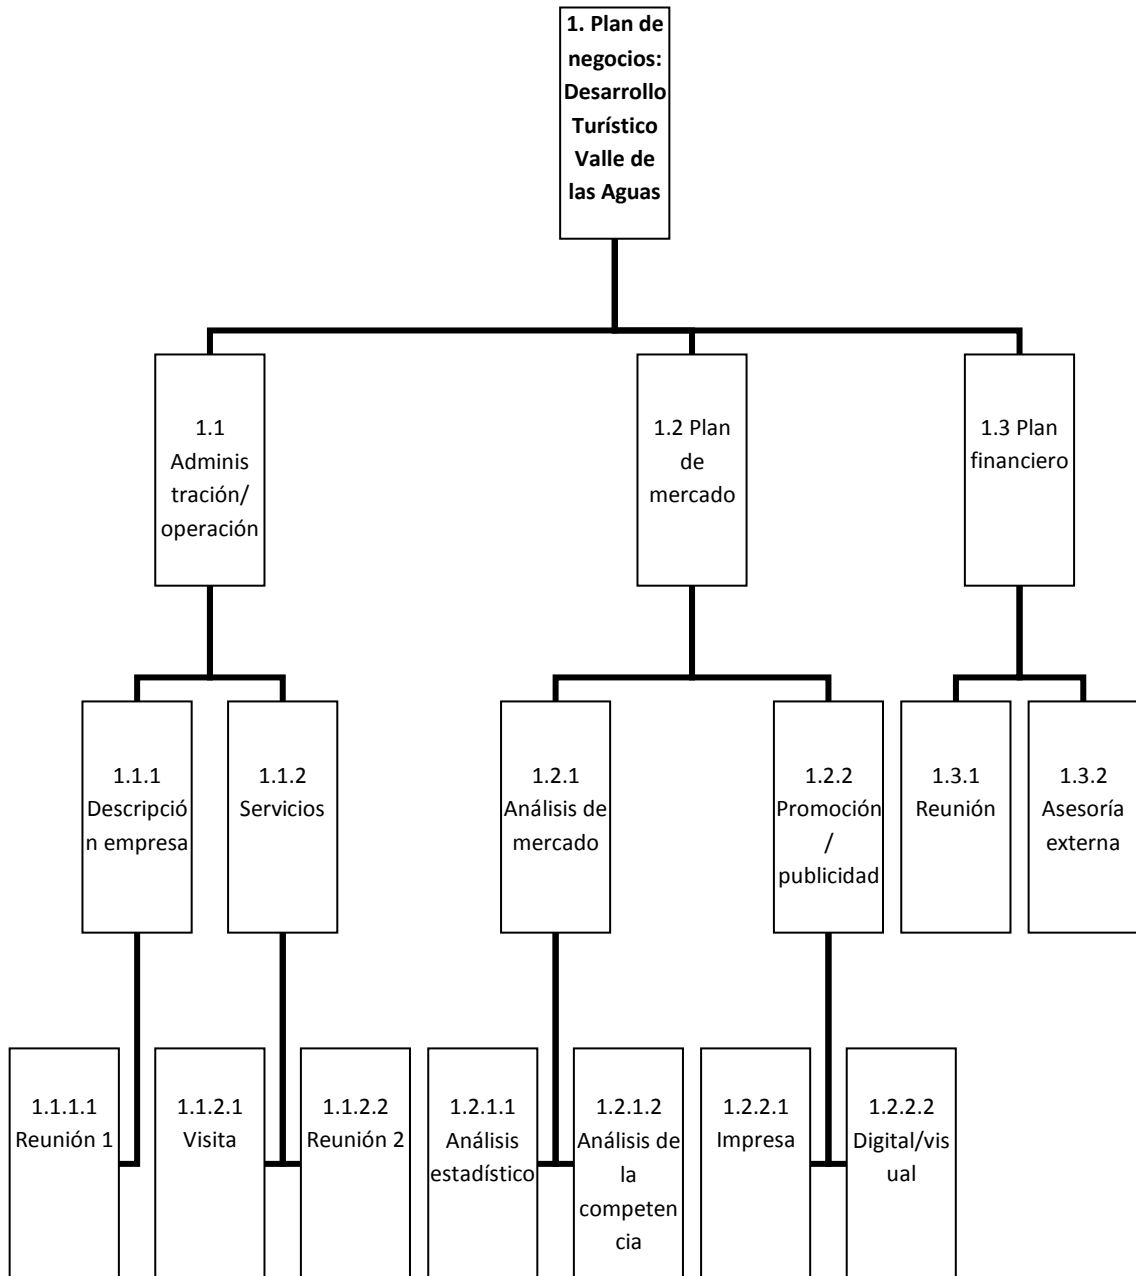 1. Plan de
negocios:
Desarrollo
Turístico
Valle de
las Aguas
1.1
Adminis
tración/
operación
1.2 Plan
de
mercado
1.3 Plan
financiero
1.1.1
Descripció
n empresa
1.1.2
Servicios
1.2.1
Análisis de
mercado
1.2.2
Promoción
/
publicidad
1.3.1
Reunión
1.3.2
Asesoría
externa
1.1.1.1
Reunión 1
1.1.2.1
Visita
1.1.2.2
Reunión 2
1.2.1.1
Análisis
estadístico
1.2.1.2
Análisis de
la
competen
cia
1.2.2.1
Impresa
1.2.2.2
Digital/vis
ual